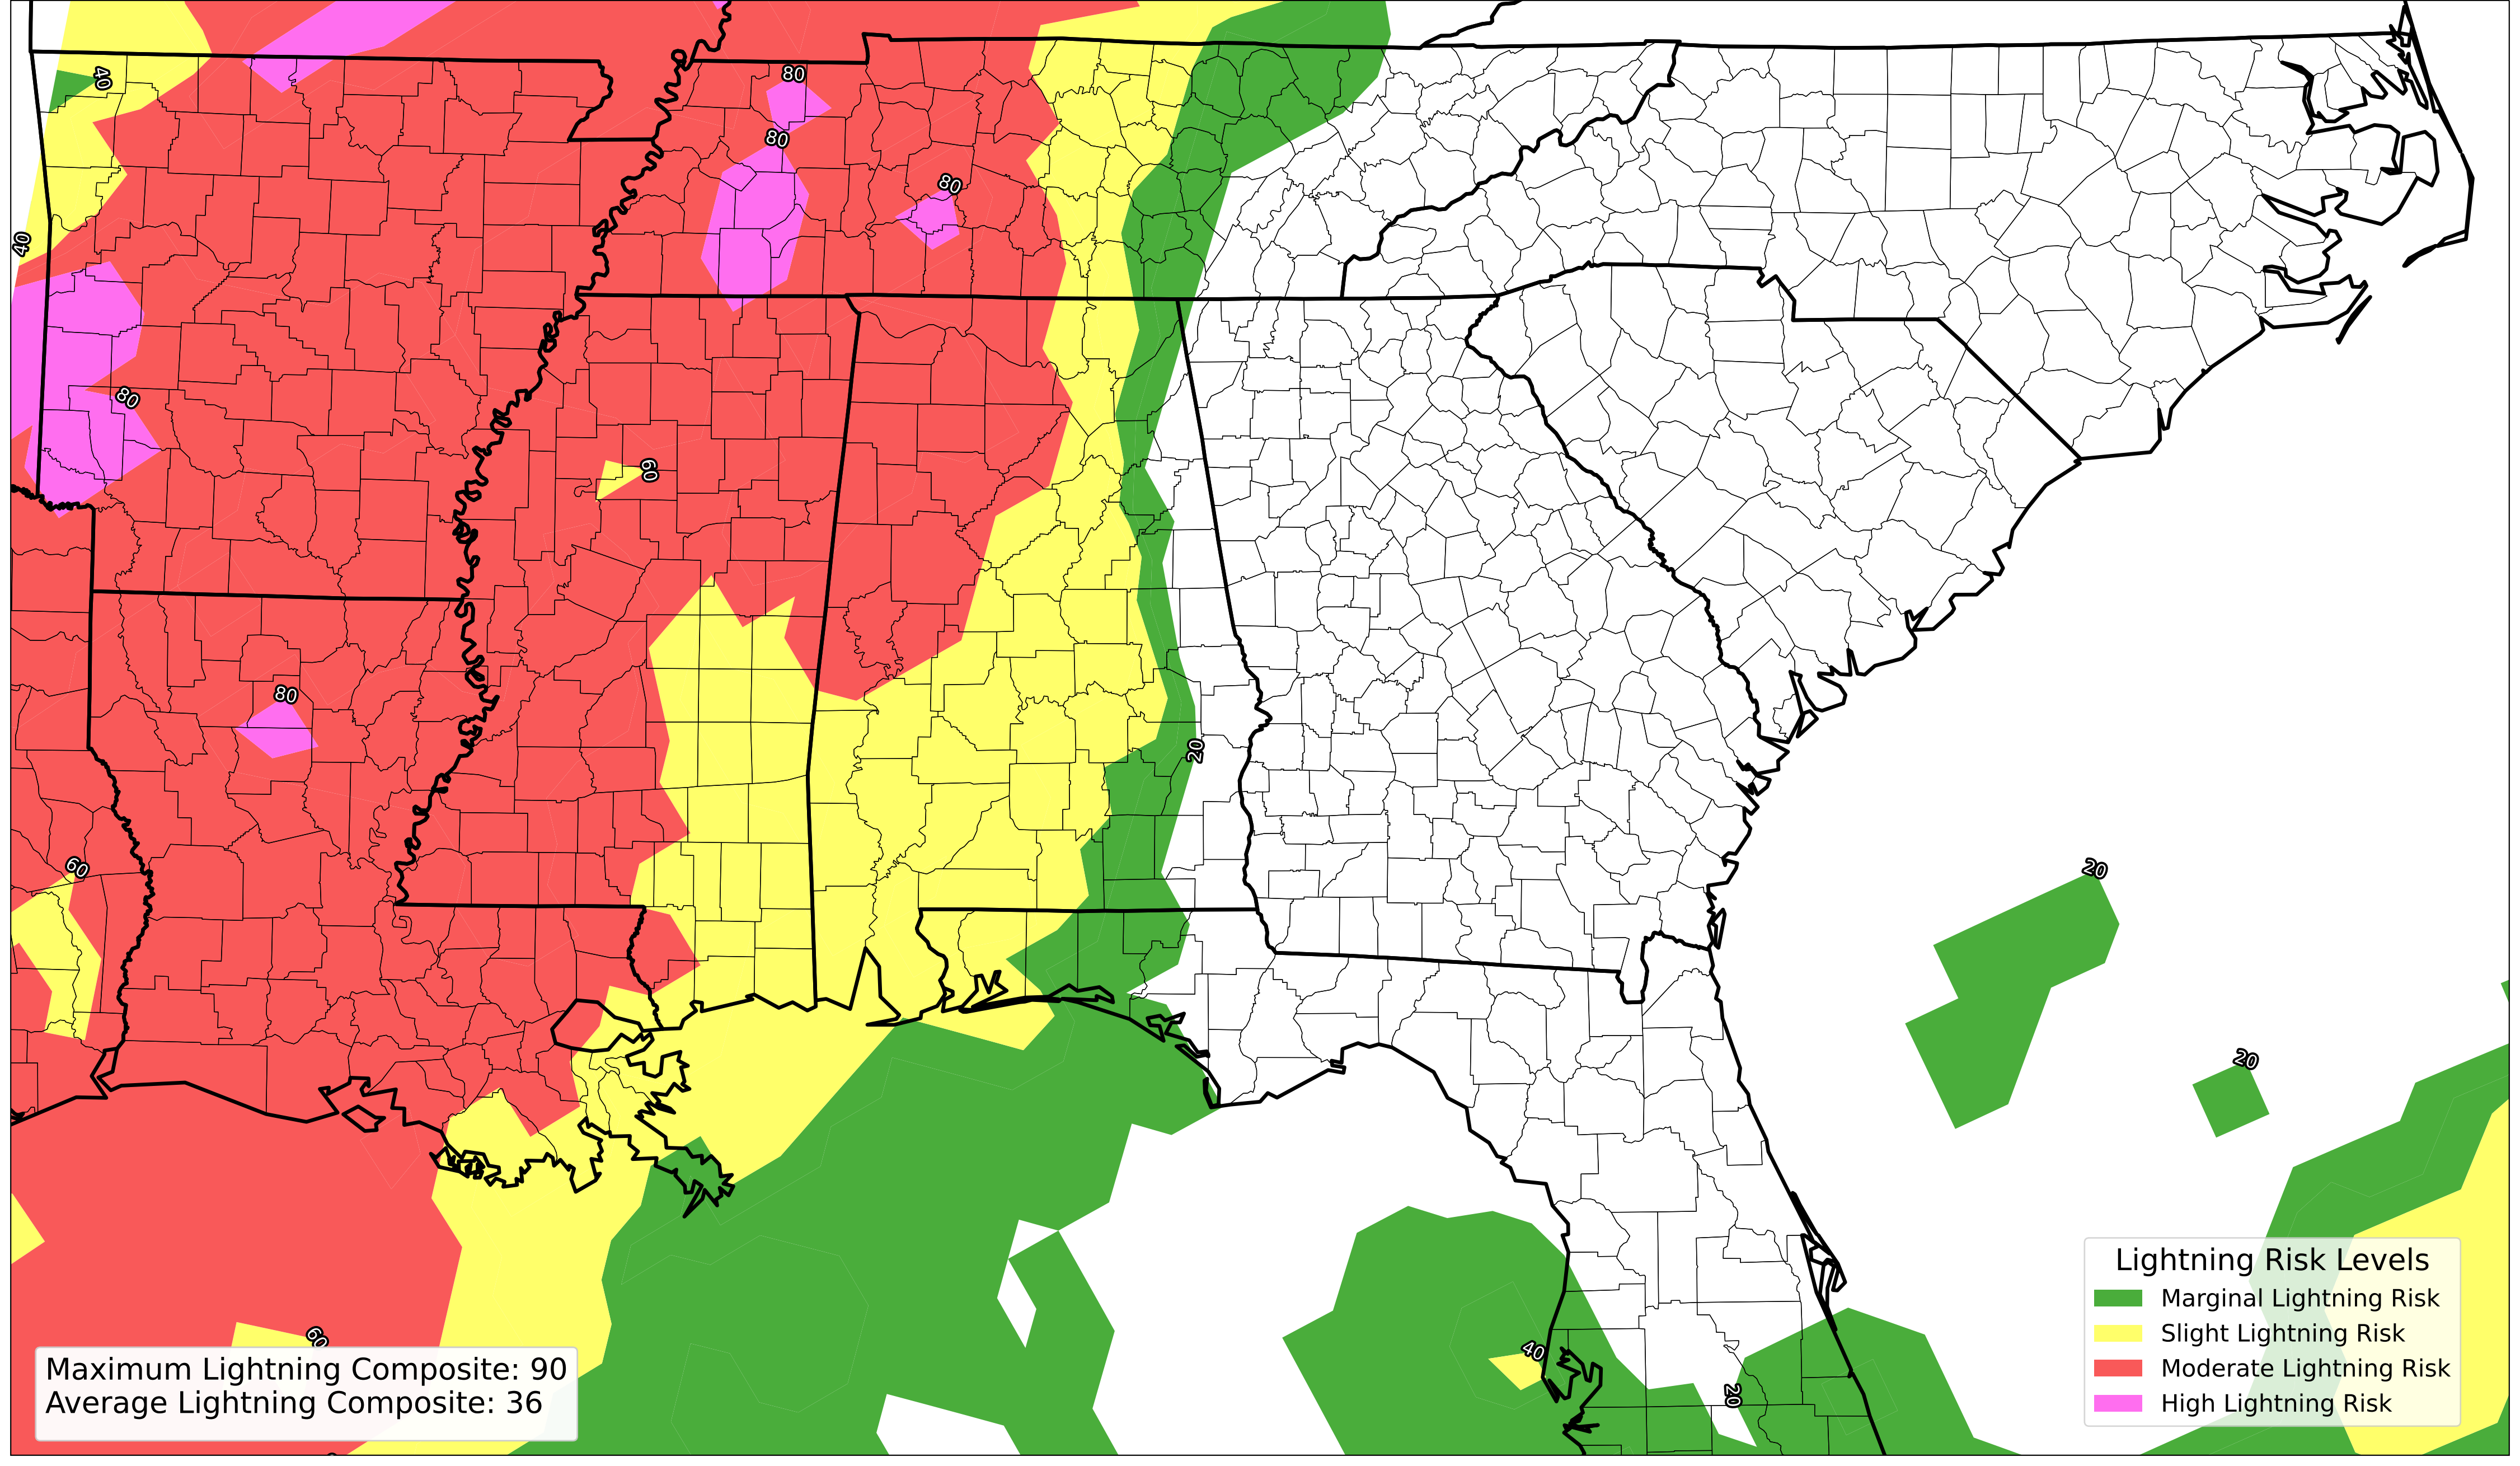 40
80
80
80
40
80
60
80
20
60
20
20
60
40
20
Maximum Lightning Composite: 90
Average Lightning Composite: 36
Lightning Risk Levels
Marginal Lightning Risk
Slight Lightning Risk
Moderate Lightning Risk
High Lightning Risk